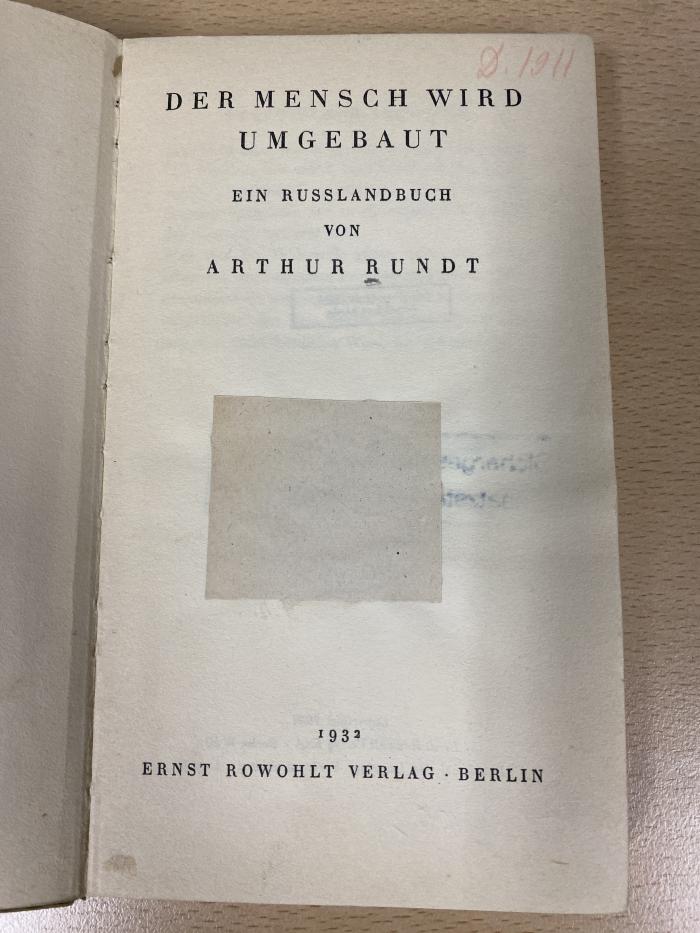 D. 1911
DER MENSCH WIRD
UMGEBAUT
EIN RUSSLANDBUCH
VON
ARTHUR RUNDT
1932
ERNST ROWOHLT VERLAG · BERLIN